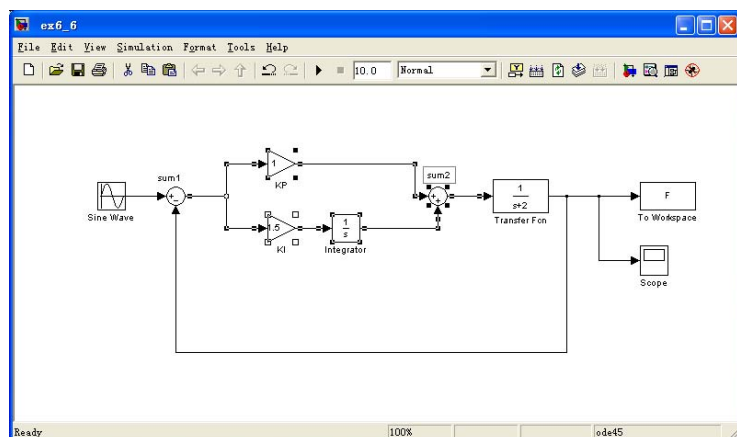 ex6_6
File Edit View Simulation Format Tools Help
10.0 Normal
1
KP
sum1
sum2
Sine Wave
1.5
KI
1
s
Integrator
1
s+2
Transfer Fcn
F
To Workspace
Scope
Ready 100% ode45